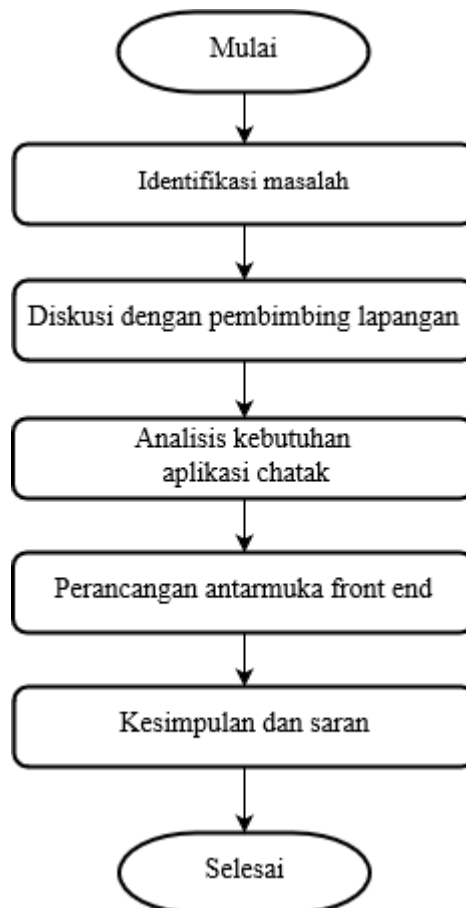 Mulai
Identifikasi masalah
Diskusi dengan pembimbing lapangan
Analisis kebutuhan
aplikasi chatak
Perancangan antarmuka front end
Kesimpulan dan saran
Selesai